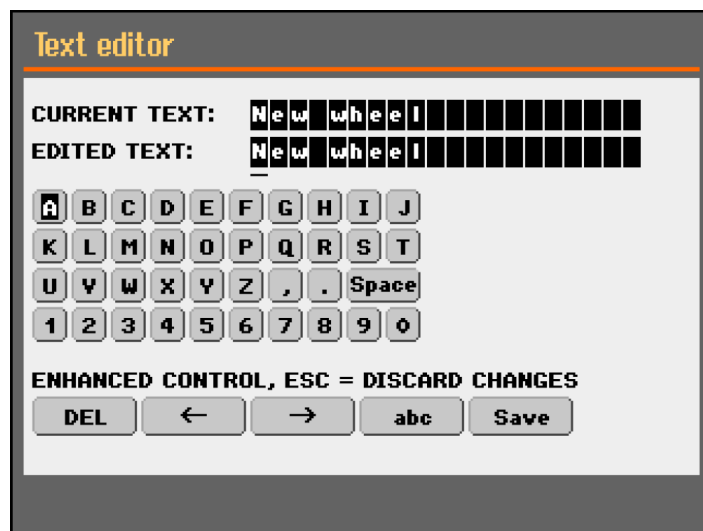 Text editor
CURRENT TEXT: New wheel
EDITED TEXT: New wheel
A B C D E F G H I J
K L M N O P Q R S T
U V W X Y Z , . Space
1 2 3 4 5 6 7 8 9 0
ENHANCED CONTROL, ESC = DISCARD CHANGES
DEL ← → abc Save